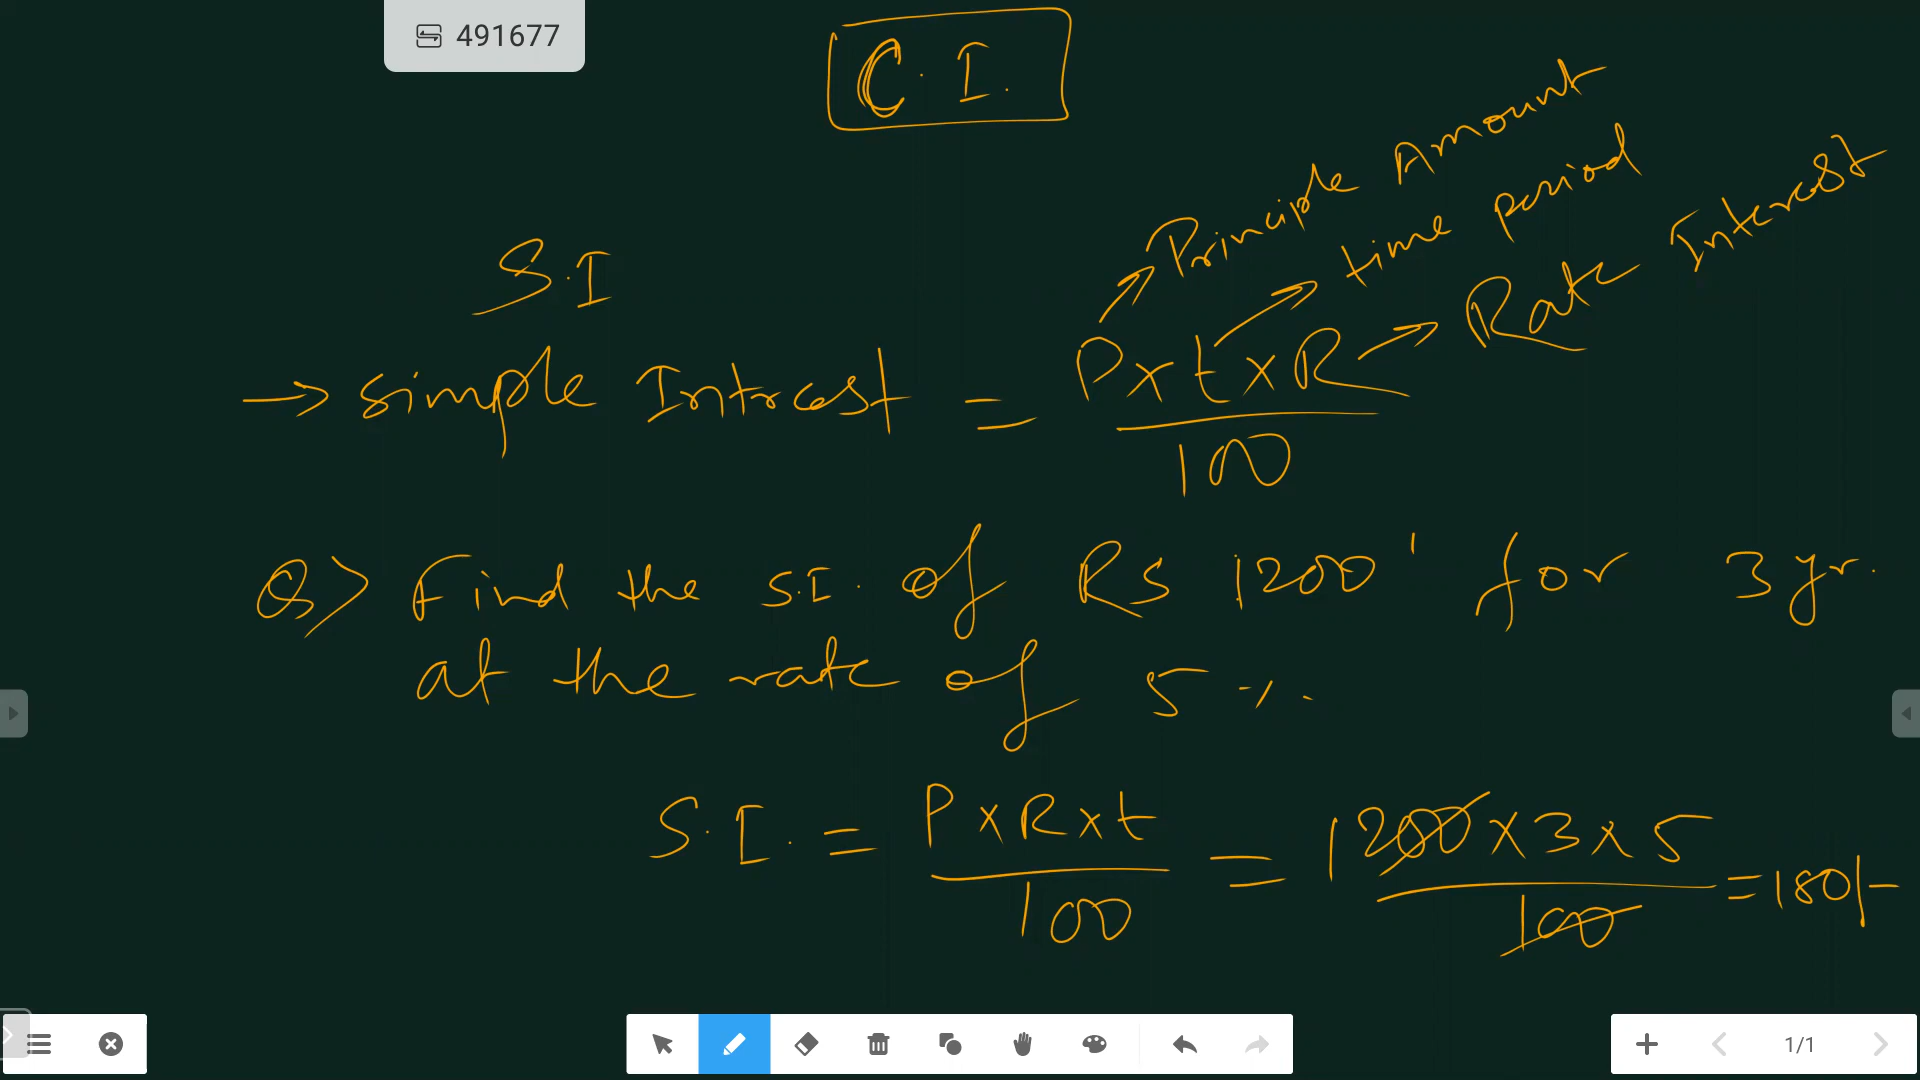 491677
C. I.
Principle Amount
time period
Rate Interest
S.I
→ simple Intrest = P x t x R
100
Q> Find the S.I. of Rs 1200' for 3 yr.
at the rate of 5 %
S.I. = P x R x t = 1200 x 3 x 5 = 180/-
100 100
1/1